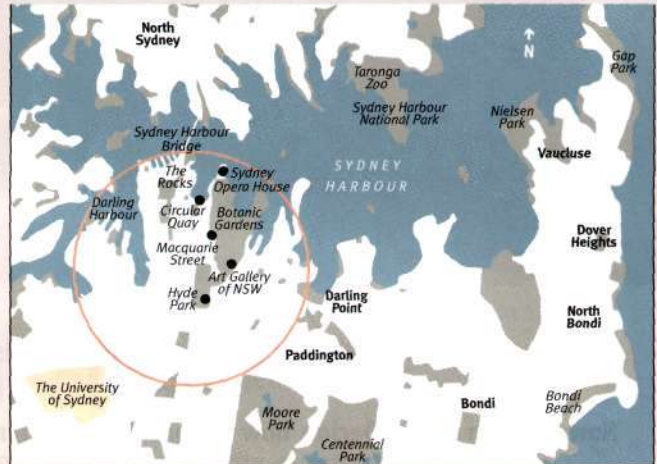 North
Sydney
N
Gap
Park
Taronga
Zoo
Sydney Harbour
National Park
Nielsen
Park
Vaucluse
Sydney Harbour
Bridge
SYDNEY
HARBOUR
The
Rocks
Sydney
Opera House
Darling
Harbour
Circular
Quay
Botanic
Gardens
Macquarie
Street
Dover
Heights
Art Gallery
of NSW
Hyde
Park
Darling
Point
North
Bondi
Paddington
The University
of Sydney
Bondi
Bondi
Beach
Moore
Park
Centennial
Park